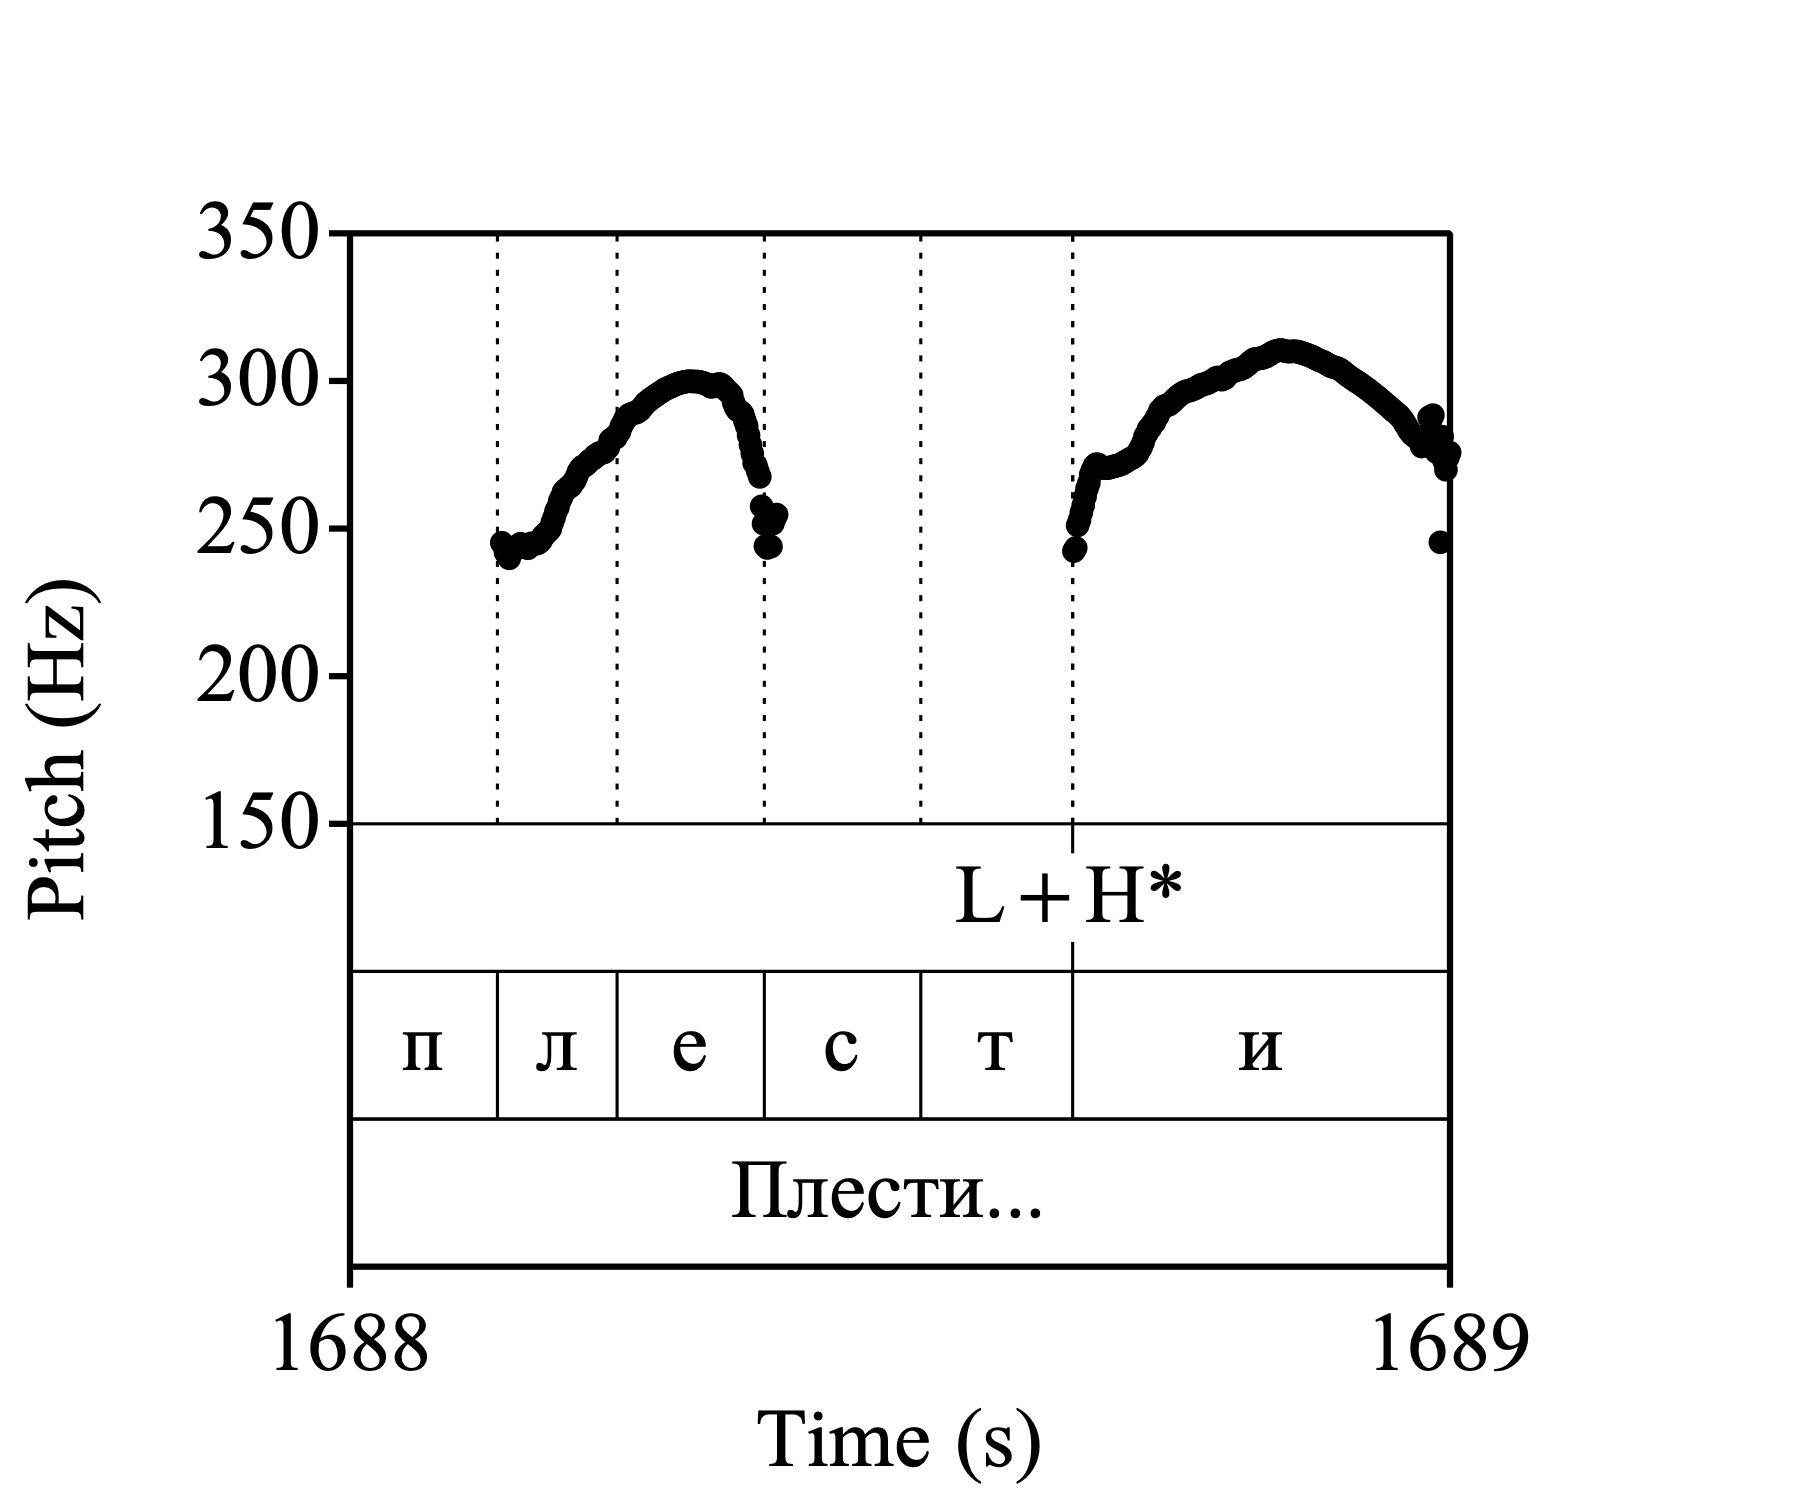 350
300
250
200
150
Pitch (Hz)
L+H*
п л е с т и
Плести...
1688 1689
Time (s)